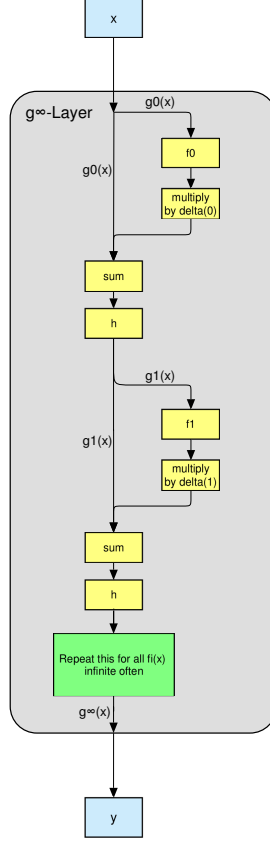 x
g∞-Layer
g0(x)
f0
g0(x)
multiply
by delta(0)
sum
h
g1(x)
f1
g1(x)
multiply
by delta(1)
sum
h
Repeat this for all fi(x)
infinite often
g∞(x)
y